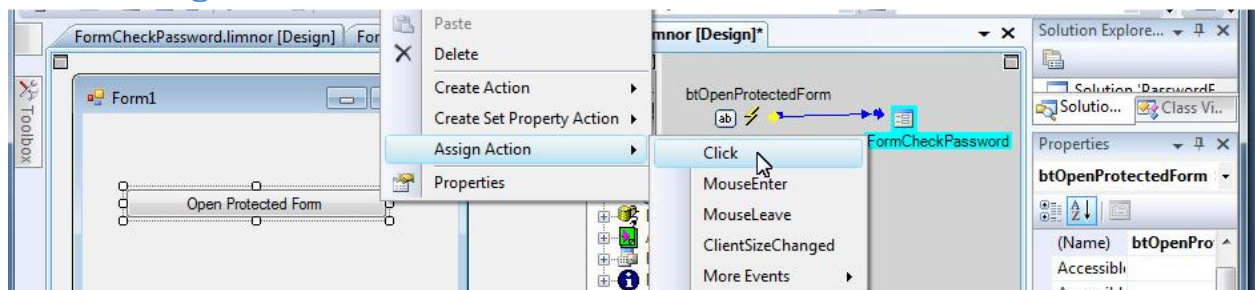 Paste
FormCheckPassword.limnor [Design]
For
mnor [Design]*
Solution Explore...
Delete
Form1
Create Action
btOpenProtectedForm
ab
Solutio...
Class Vi..
Toolbox
Create Set Property Action
FormCheckPassword
Assign Action
Click
Properties
Properties
MouseEnter
btOpenProtectedForm
Open Protected Form
MouseLeave
ClientSizeChanged
(Name) btOpenPro
More Events